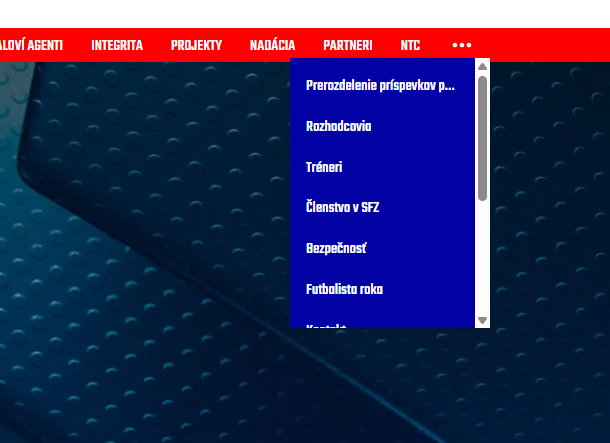 ALOVÍ AGENTI INTEGRITA PROJEKTY NADÁCIA PARTNERI NTC
Prerozdelenie príspevkov p...
Rozhodcovia
Tréneri
Členstvo v SFZ
Bezpečnosť
Futbalista roka